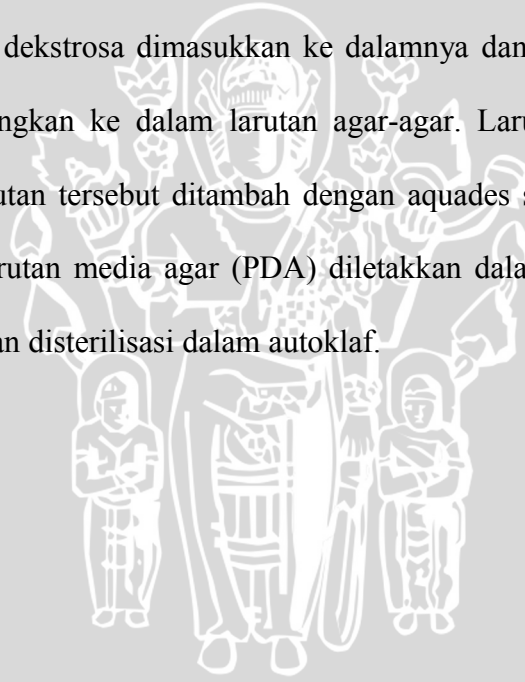 dekstrosa dimasukkan ke dalamnya dan
ngkan ke dalam larutan agar-agar. Laru
utan tersebut ditambah dengan aquades s
rutan media agar (PDA) diletakkan dala
an disterilisasi dalam autoklaf.